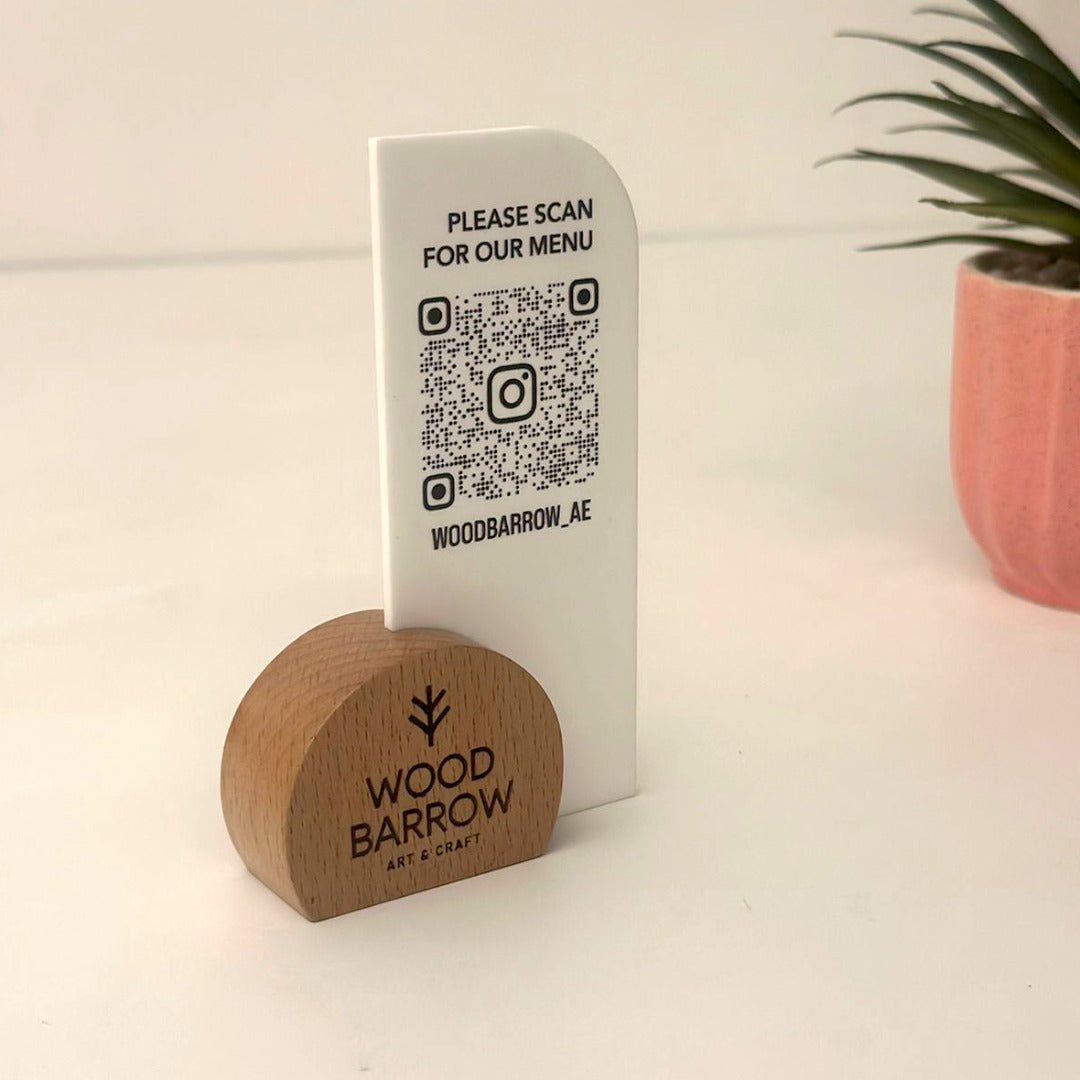 PLEASE SCAN
FOR OUR MENU
WOODBARROW_AE
WOOD
BARROW
ART & CRAFT